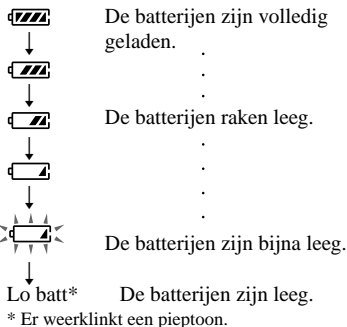 De batterijen zijn volledig
geladen.
.
.
.
De batterijen raken leeg.
.
.
.
.
De batterijen zijn bijna leeg.
Lo batt* De batterijen zijn leeg.
* Er weerklinkt een pieptoon.